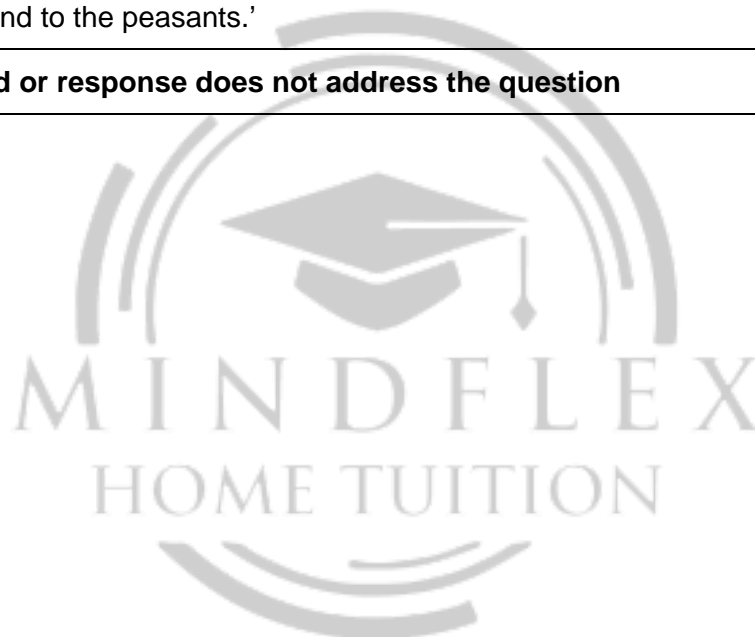 nd to the peasants.’
d or response does not address the question
MINDFLEX
HOME TUITION